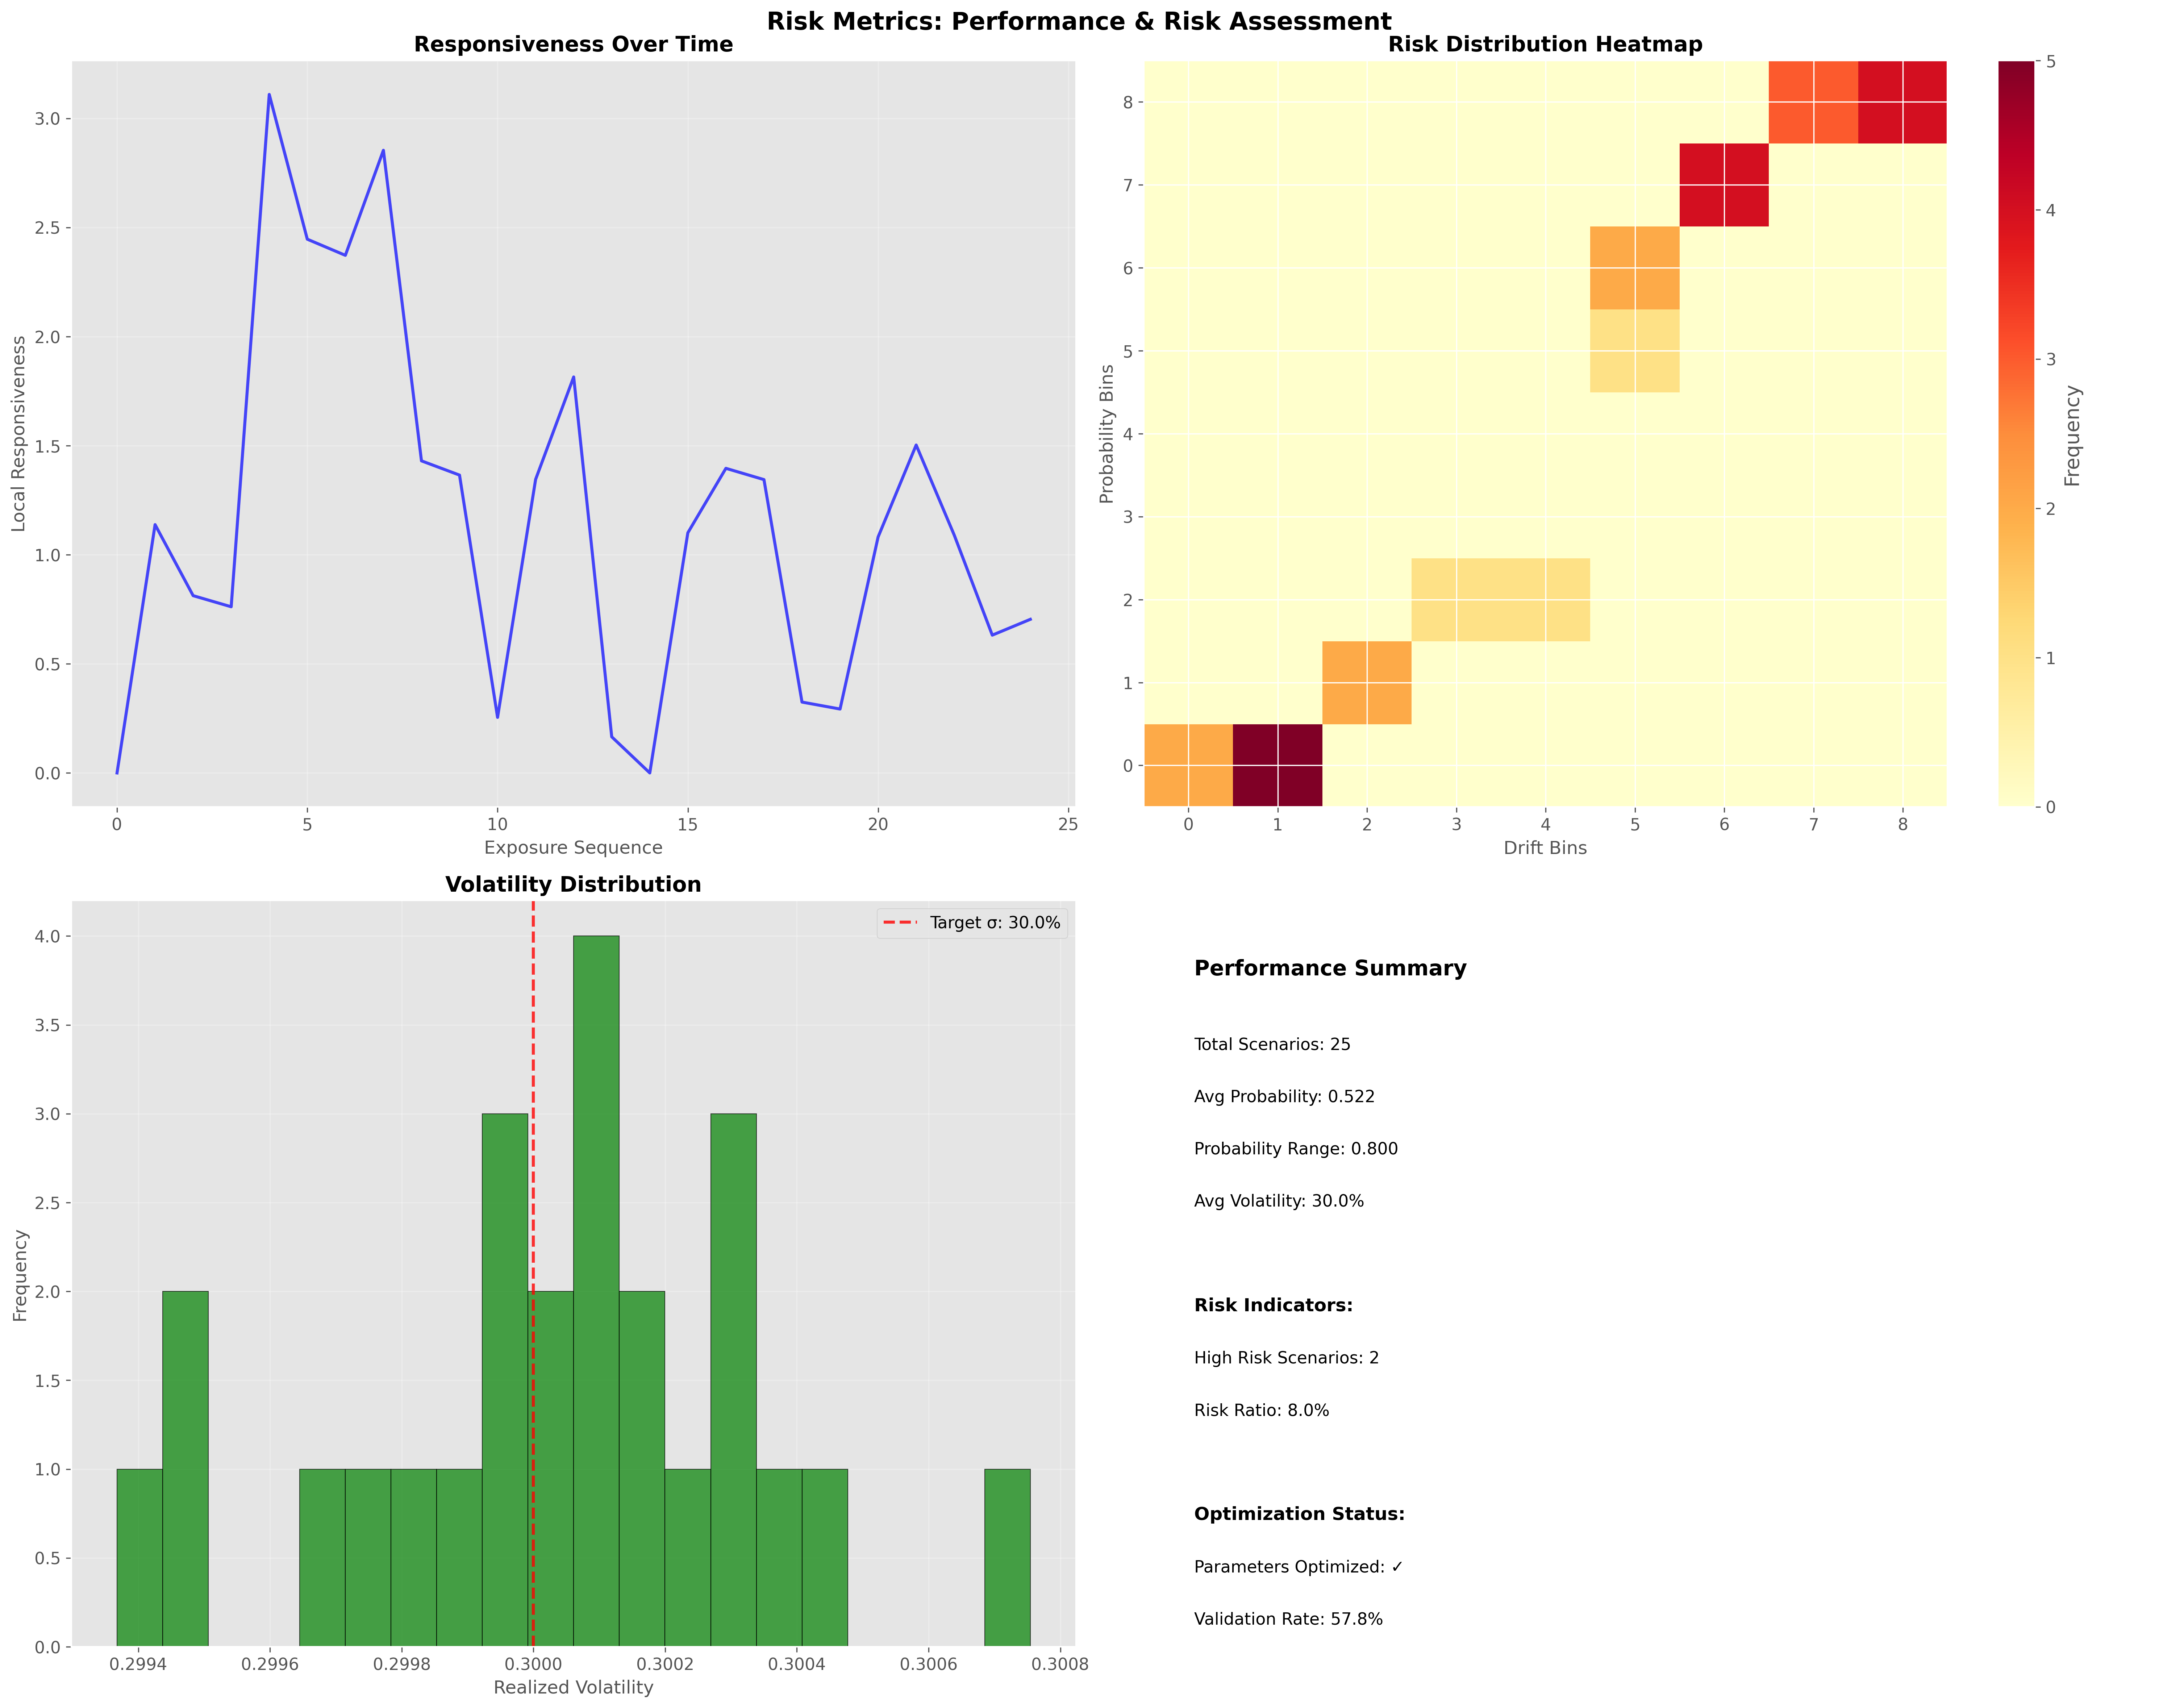 Risk Metrics: Performance & Risk Assessment
Responsiveness Over Time
Local Responsiveness
3.0
2.5
2.0
1.5
1.0
0.5
0.0
0 5 10 15 20 25
Exposure Sequence
Risk Distribution Heatmap
Probability Bins
8
7
6
5
4
3
2
1
0
0 1 2 3 4 5 6 7 8
Drift Bins
5
4
3
2
1
0
Frequency
Volatility Distribution
Target σ: 30.0%
Frequency
4.0
3.5
3.0
2.5
2.0
1.5
1.0
0.5
0.0
0.2994 0.2996 0.2998 0.3000 0.3002 0.3004 0.3006 0.3008
Realized Volatility
Performance Summary
Total Scenarios: 25
Avg Probability: 0.522
Probability Range: 0.800
Avg Volatility: 30.0%
Risk Indicators:
High Risk Scenarios: 2
Risk Ratio: 8.0%
Optimization Status:
Parameters Optimized: ✓
Validation Rate: 57.8%